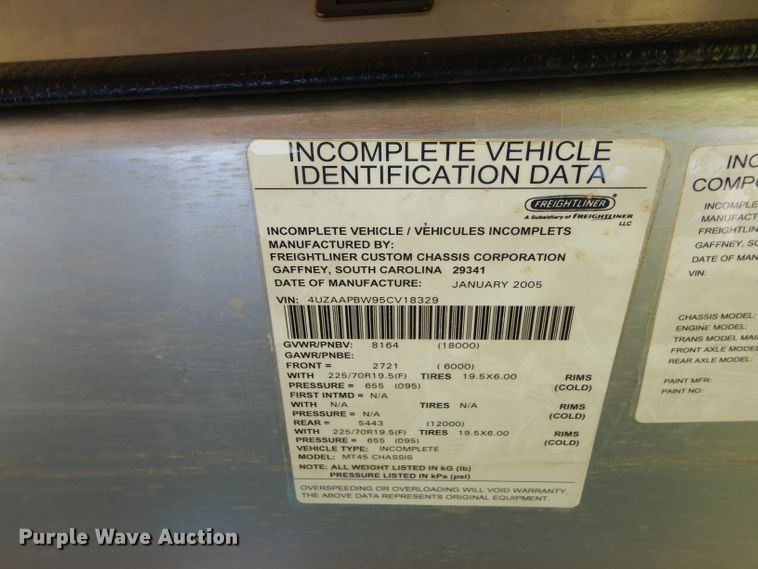 INCOMPLETE VEHICLE
IDENTIFICATION DATA
FREIGHTLINER
A Subsidiary of FREIGHTLINER
LLC
INCOMPLETE VEHICLE / VÉHICULES INCOMPLETS
MANUFACTURED BY:
FREIGHTLINER CUSTOM CHASSIS CORPORATION
GAFFNEY, SOUTH CAROLINA 29341
DATE OF MANUFACTURE: JANUARY 2005
VIN: 4UZAAPBW95CV18329
GVWR/PNBV: 8164 (18000)
GAWR/PNBE:
FRONT = 2721 (6000)
WITH 225/70R19.5(F) TIRES 19.5X6.00 RIMS
PRESSURE = 655 (095) (COLD)
FIRST INTMD = N/A
WITH N/A TIRES N/A RIMS
PRESSURE = N/A (COLD)
REAR = 5443 (12000)
WITH 225/70R19.5(F) TIRES 19.5X6.00 RIMS
PRESSURE = 655 (095) (COLD)
VEHICLE TYPE: INCOMPLETE
MODEL: MT45 CHASSIS
NOTE: ALL WEIGHT LISTED IN kG (lb)
PRESSURE LISTED IN kPa (psi)
OVERSPEEDING OR OVERLOADING WILL VOID WARRANTY.
THE ABOVE DATA REPRESENTS ORIGINAL EQUIPMENT.
INC
COMPO
INCOMPLE
MANUFACT
FREIGHTLIN
GAFFNEY, SO
DATE OF MAN
VIN:
CHASSIS MODEL:
ENGINE MODEL:
TRANS MODEL MAI
FRONT AXLE MODEL
REAR AXLE MODEL:
PAINT MFR:
PAINT NO:
Purple Wave Auction